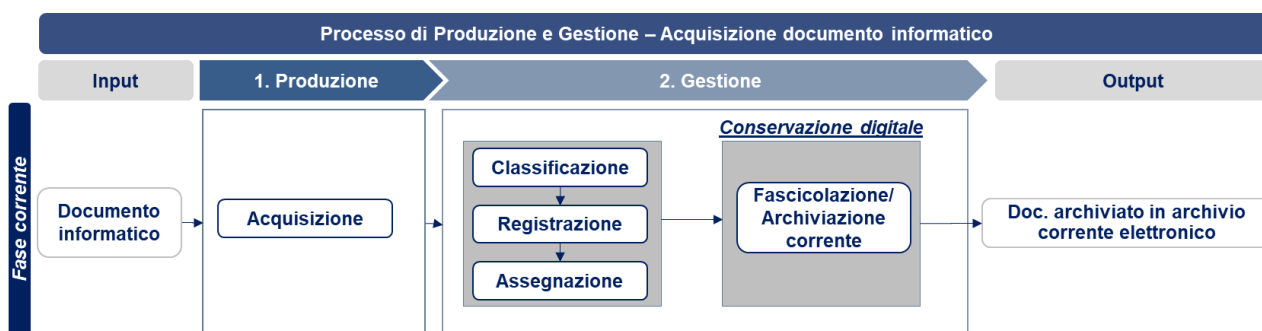 Processo di Produzione e Gestione – Acquisizione documento informatico
Input
1. Produzione
2. Gestione
Output
Fase corrente
Documento
informatico
Acquisizione
Classificazione
Registrazione
Assegnazione
Conservazione digitale
Fascicolazione/
Archiviazione
corrente
Doc. archiviato in archivio
corrente elettronico